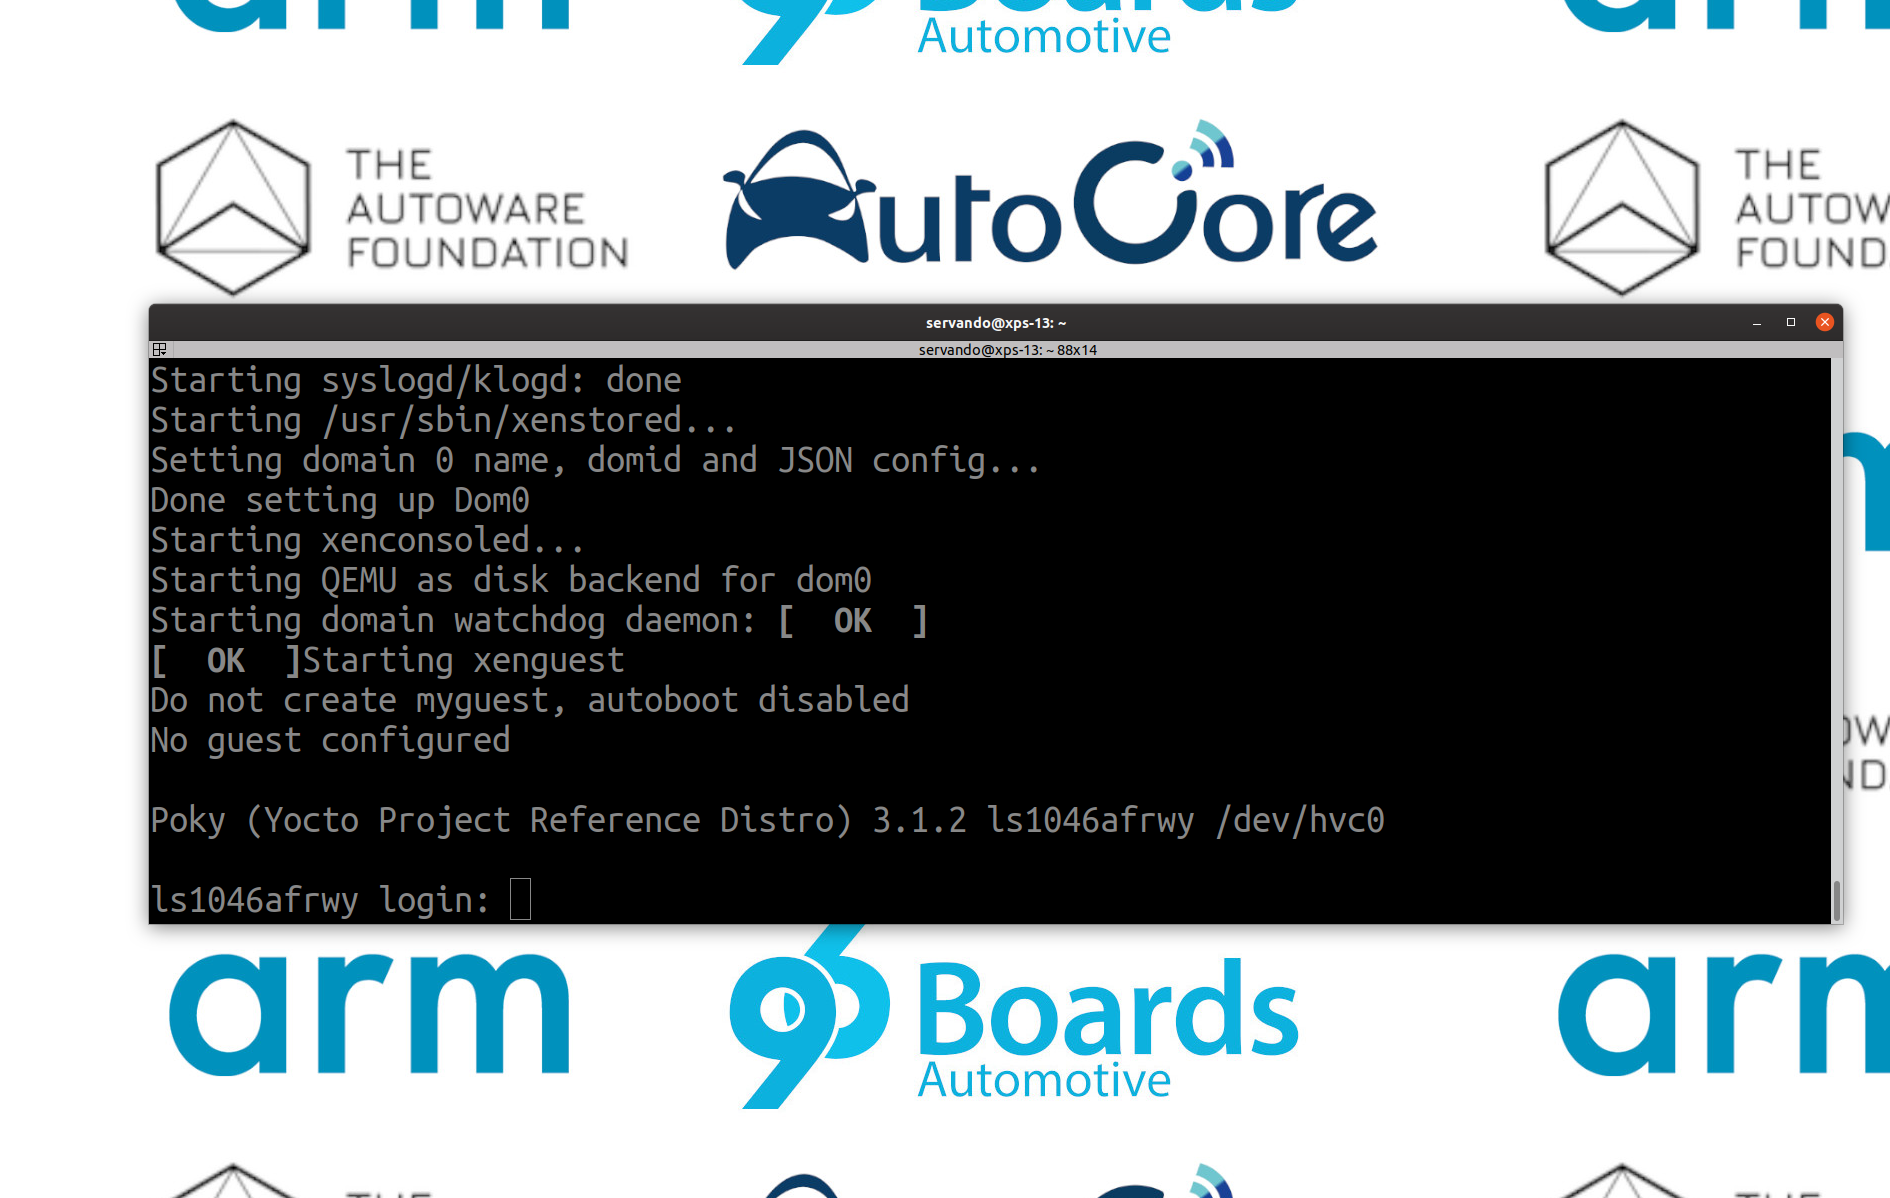 arm
Boards
Automotive
THE
AUTOWARE
FOUNDATION
AutoCore
THE
AUTOW
FOUND
servando@xps-13: ~
servando@xps-13: ~ 88x14
Starting syslogd/klogd: done
Starting /usr/sbin/xenstored...
Setting domain 0 name, domid and JSON config...
Done setting up Dom0
Starting xenconsoled...
Starting QEMU as disk backend for dom0
Starting domain watchdog daemon: [  OK  ]
[  OK  ]Starting xenguest
Do not create myguest, autoboot disabled
No guest configured
Poky (Yocto Project Reference Distro) 3.1.2 ls1046afrwy /dev/hvc0
ls1046afrwy login:
arm
96Boards
Automotive
arm